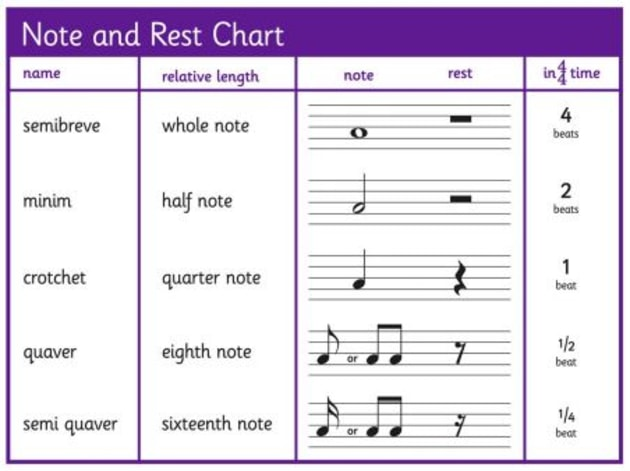 Note and Rest Chart
name relative length note rest in 4/4 time
semibreve whole note 4
beats
minim half note 2
beats
crotchet quarter note 1
beat
quaver eighth note or 1/2
beat
semi quaver sixteenth note or 1/4
beat